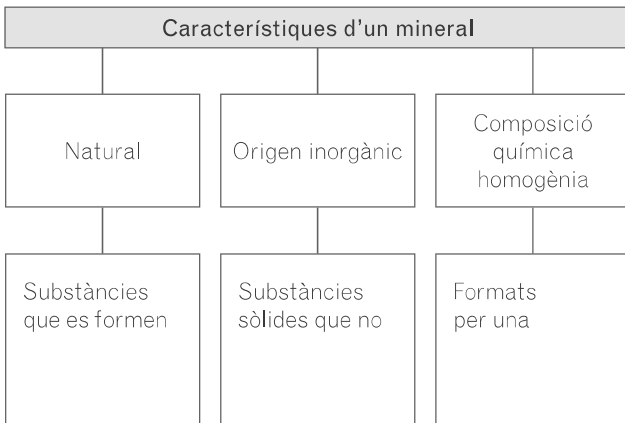 Característiques d'un mineral
Natural
Origen inorgànic
Composició
química
homogènia
Substàncies
que es formen
Substàncies
sòlides que no
Formats
per una